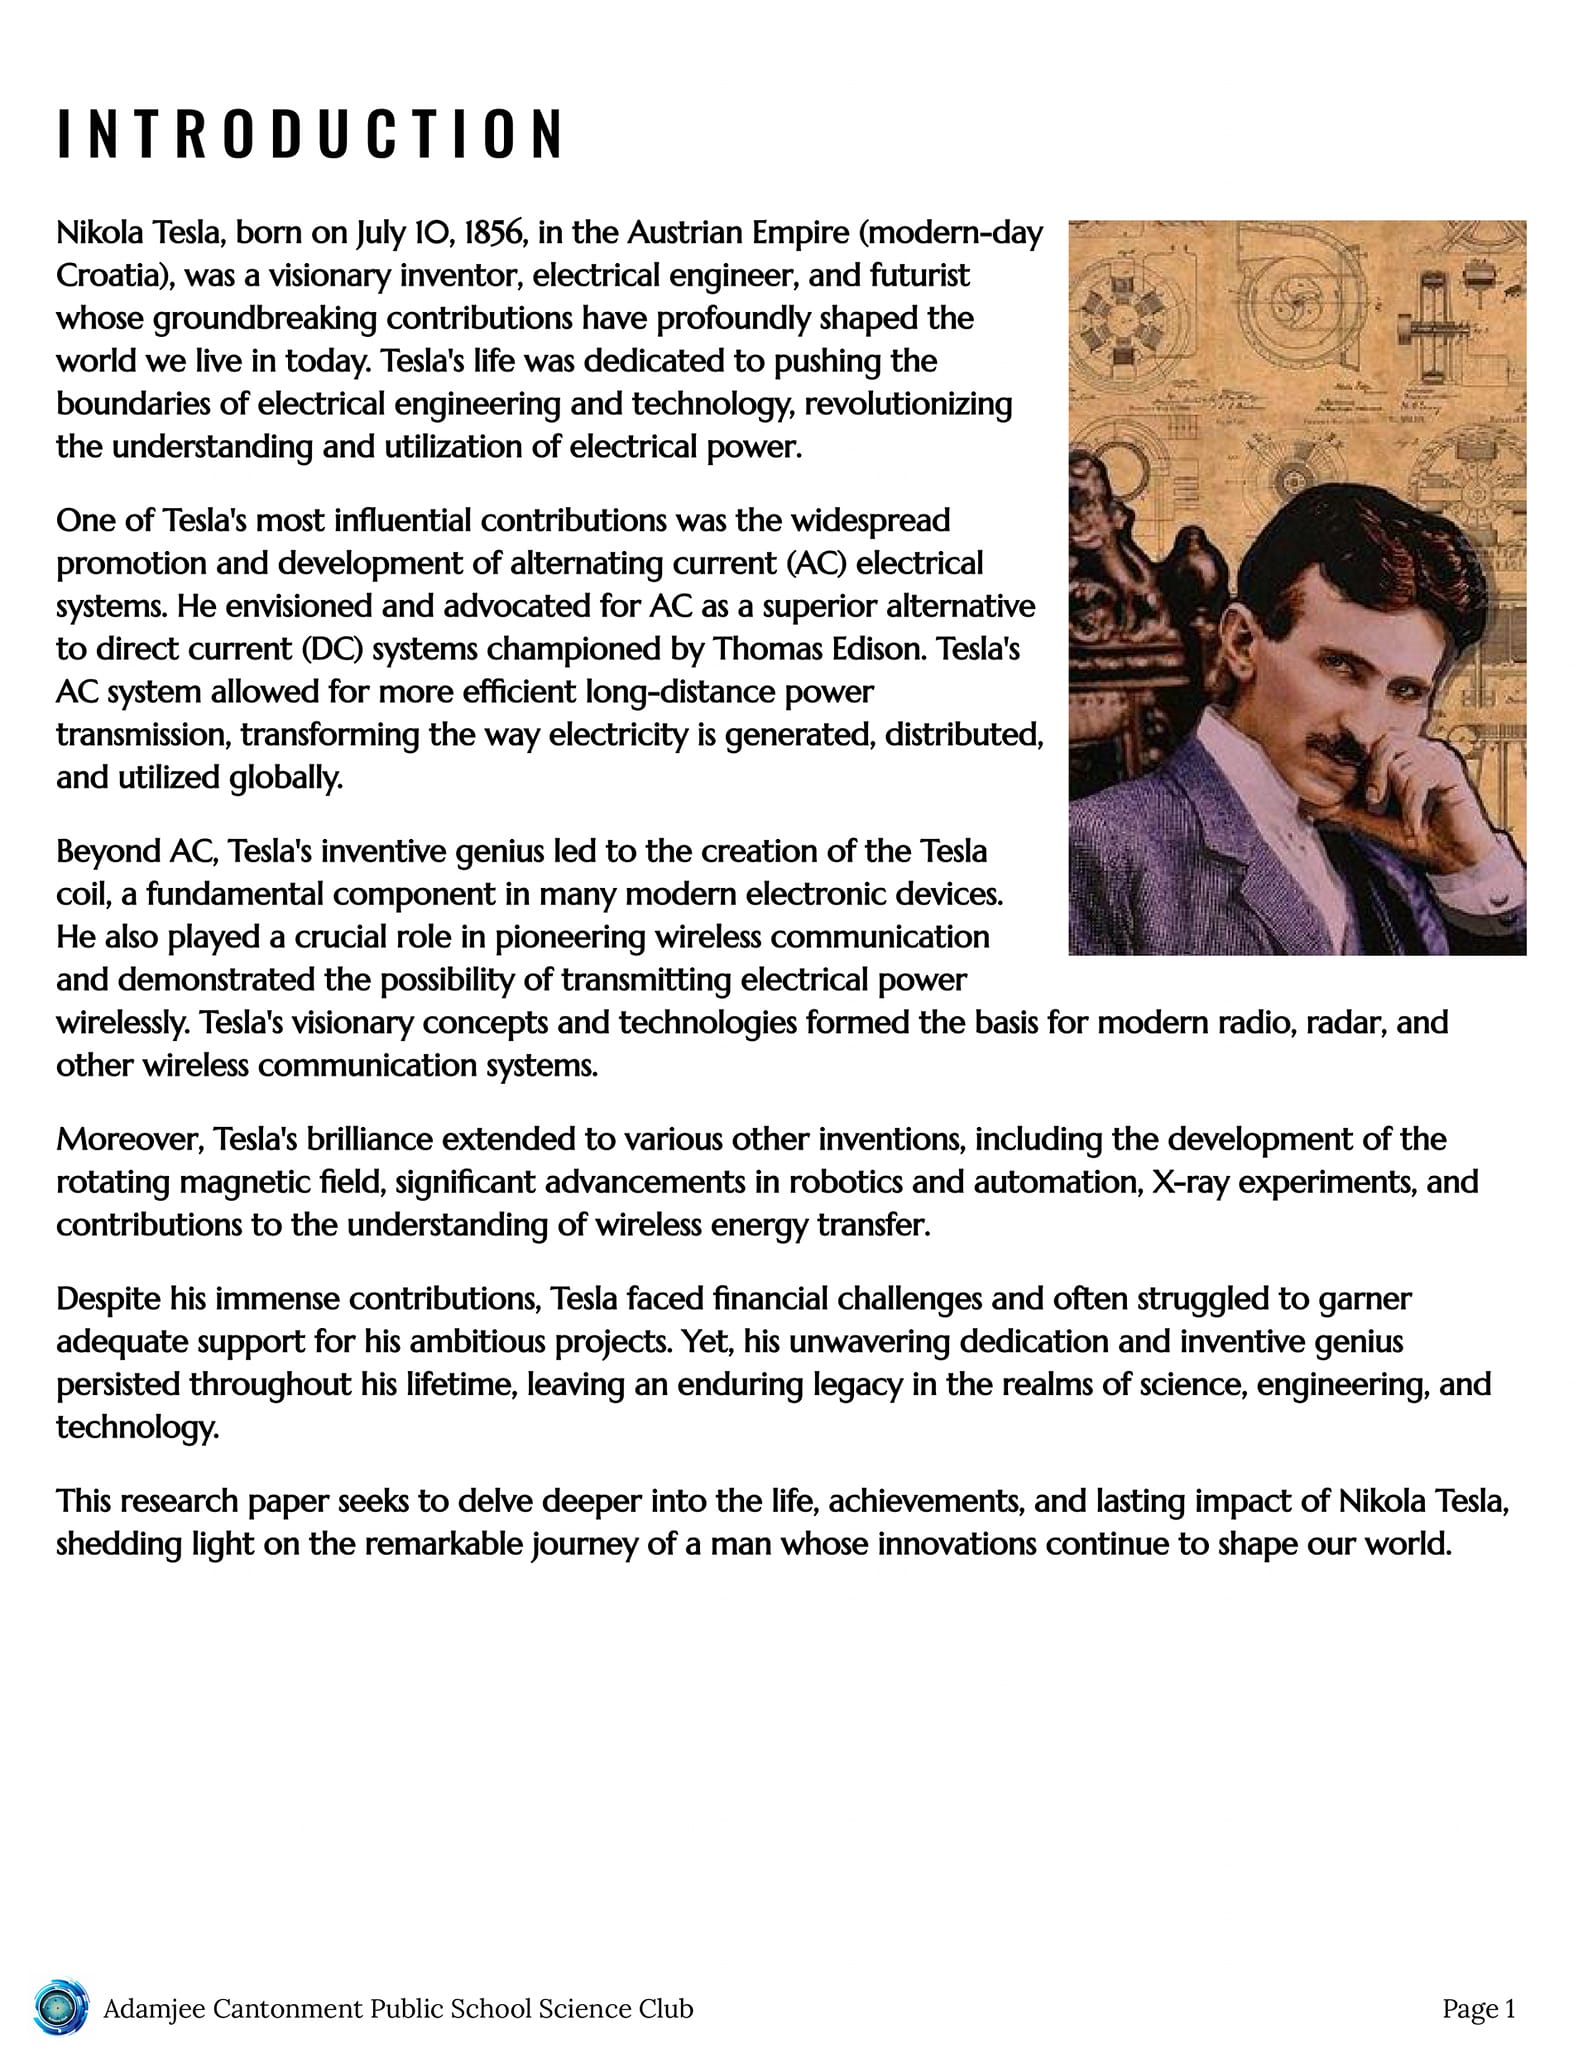 INTRODUCTION
Nikola Tesla, born on July 10, 1856, in the Austrian Empire (modern-day
Croatia), was a visionary inventor, electrical engineer, and futurist
whose groundbreaking contributions have profoundly shaped the
world we live in today. Tesla's life was dedicated to pushing the
boundaries of electrical engineering and technology, revolutionizing
the understanding and utilization of electrical power.
One of Tesla's most influential contributions was the widespread
promotion and development of alternating current (AC) electrical
systems. He envisioned and advocated for AC as a superior alternative
to direct current (DC) systems championed by Thomas Edison. Tesla's
AC system allowed for more efficient long-distance power
transmission, transforming the way electricity is generated, distributed,
and utilized globally.
Beyond AC, Tesla's inventive genius led to the creation of the Tesla
coil, a fundamental component in many modern electronic devices.
He also played a crucial role in pioneering wireless communication
and demonstrated the possibility of transmitting electrical power
wirelessly. Tesla's visionary concepts and technologies formed the basis for modern radio, radar, and
other wireless communication systems.
Moreover, Tesla's brilliance extended to various other inventions, including the development of the
rotating magnetic field, significant advancements in robotics and automation, X-ray experiments, and
contributions to the understanding of wireless energy transfer.
Despite his immense contributions, Tesla faced financial challenges and often struggled to garner
adequate support for his ambitious projects. Yet, his unwavering dedication and inventive genius
persisted throughout his lifetime, leaving an enduring legacy in the realms of science, engineering, and
technology.
This research paper seeks to delve deeper into the life, achievements, and lasting impact of Nikola Tesla,
shedding light on the remarkable journey of a man whose innovations continue to shape our world.
Adamjee Cantonment Public School Science Club
Page 1